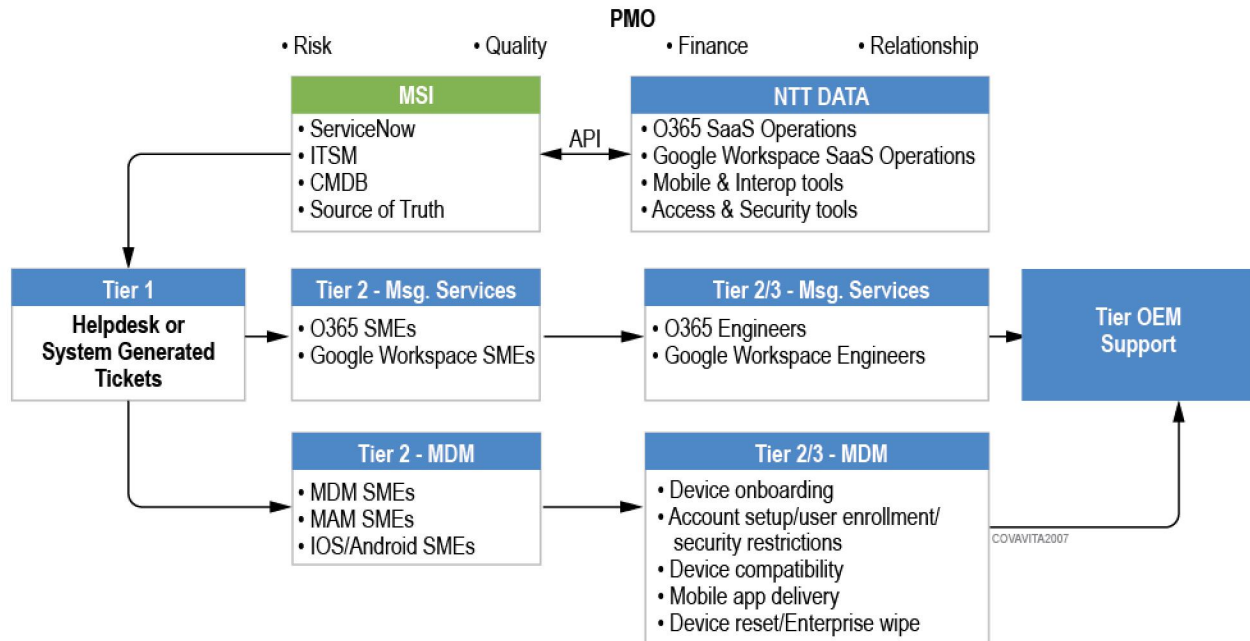 PMO
• Risk • Quality • Finance • Relationship
MSI
• ServiceNow
• ITSM
• CMDB
• Source of Truth
API
NTT DATA
• O365 SaaS Operations
• Google Workspace SaaS Operations
• Mobile & Interop tools
• Access & Security tools
Tier 1
Helpdesk or
System Generated
Tickets
Tier 2 - Msg. Services
• O365 SMEs
• Google Workspace SMEs
Tier 2/3 - Msg. Services
• O365 Engineers
• Google Workspace Engineers
Tier OEM
Support
Tier 2 - MDM
• MDM SMEs
• MAM SMEs
• IOS/Android SMEs
Tier 2/3 - MDM
• Device onboarding
• Account setup/user enrollment/
security restrictions
• Device compatibility
• Mobile app delivery
• Device reset/Enterprise wipe
COVAVITA2007